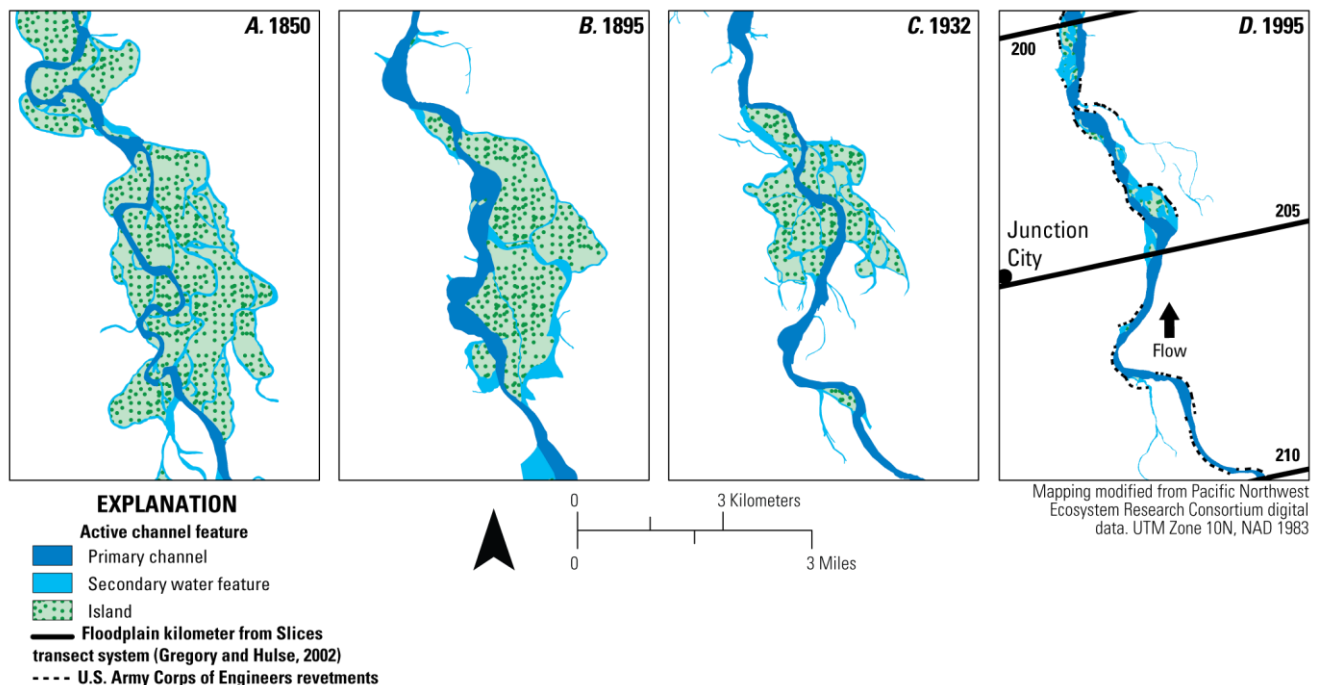 A. 1850
B. 1895
C. 1932
D. 1995
200
205
Junction
City
Flow
210
EXPLANATION
Active channel feature
Primary channel
Secondary water feature
Island
Floodplain kilometer from Slices
transect system (Gregory and Hulse, 2002)
U.S. Army Corps of Engineers revetments
0 3 Kilometers
0 3 Miles
Mapping modified from Pacific Northwest
Ecosystem Research Consortium digital
data. UTM Zone 10N, NAD 1983